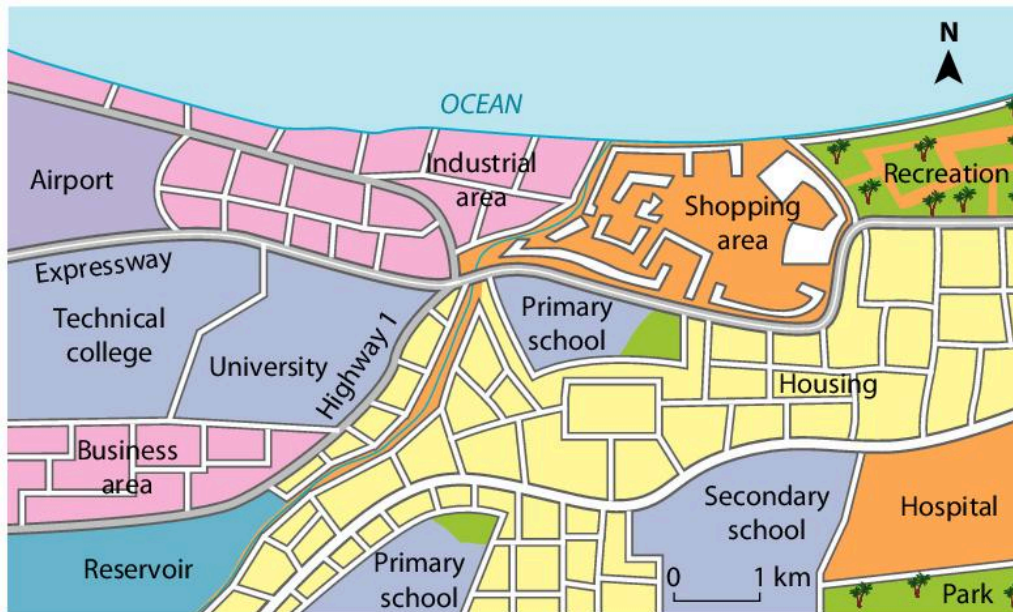 N
OCEAN
Airport
Industrial
area
Recreation
Shopping
area
Expressway
Technical
college
University
Highway 1
Primary
school
Housing
Business
area
Secondary
school
Hospital
Reservoir
Primary
school
0 1 km
Park